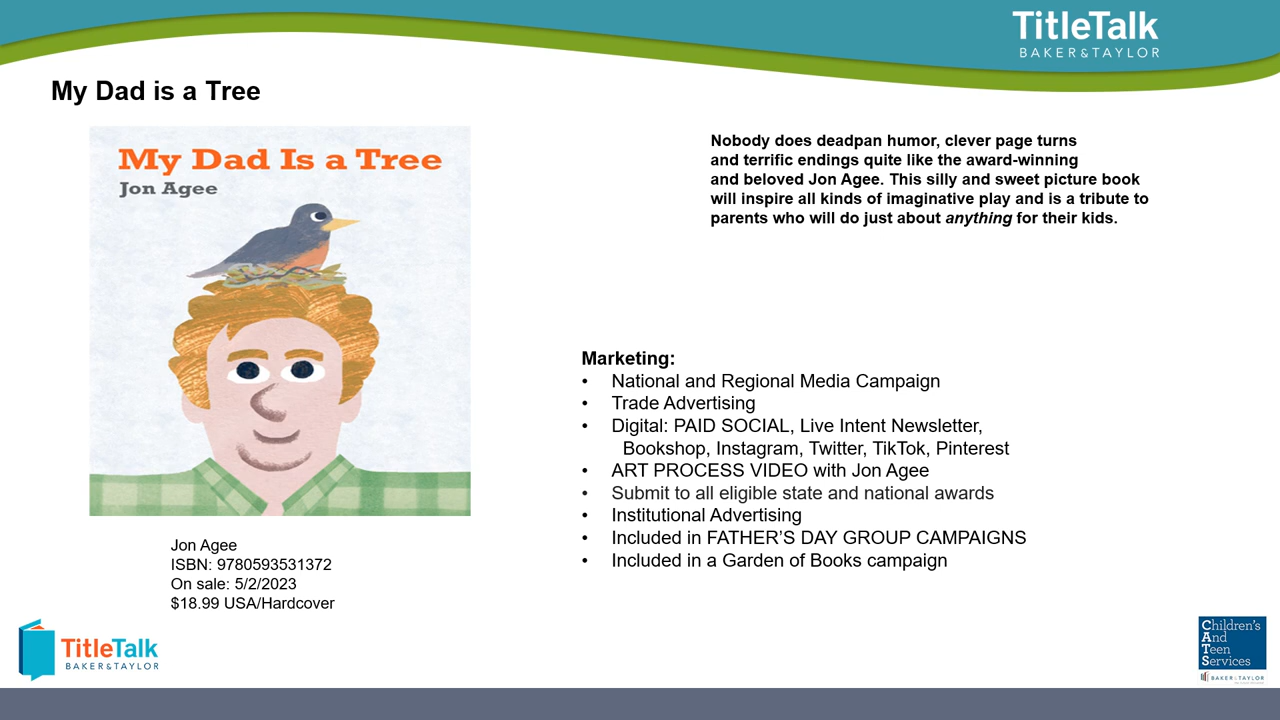 TitleTalk
BAKER & TAYLOR
My Dad is a Tree
My Dad Is a Tree
Jon Agee
Nobody does deadpan humor, clever page turns
and terrific endings quite like the award-winning
and beloved Jon Agee. This silly and sweet picture book
will inspire all kinds of imaginative play and is a tribute to
parents who will do just about anything for their kids.
Marketing:
• National and Regional Media Campaign
• Trade Advertising
• Digital: PAID SOCIAL, Live Intent Newsletter,
Bookshop, Instagram, Twitter, TikTok, Pinterest
• ART PROCESS VIDEO with Jon Agee
• Submit to all eligible state and national awards
• Institutional Advertising
• Included in FATHER’S DAY GROUP CAMPAIGNS
• Included in a Garden of Books campaign
Jon Agee
ISBN: 9780593531372
On sale: 5/2/2023
$18.99 USA/Hardcover
TitleTalk
BAKER & TAYLOR
Children's
And
Teen
Services
BAKER & TAYLOR